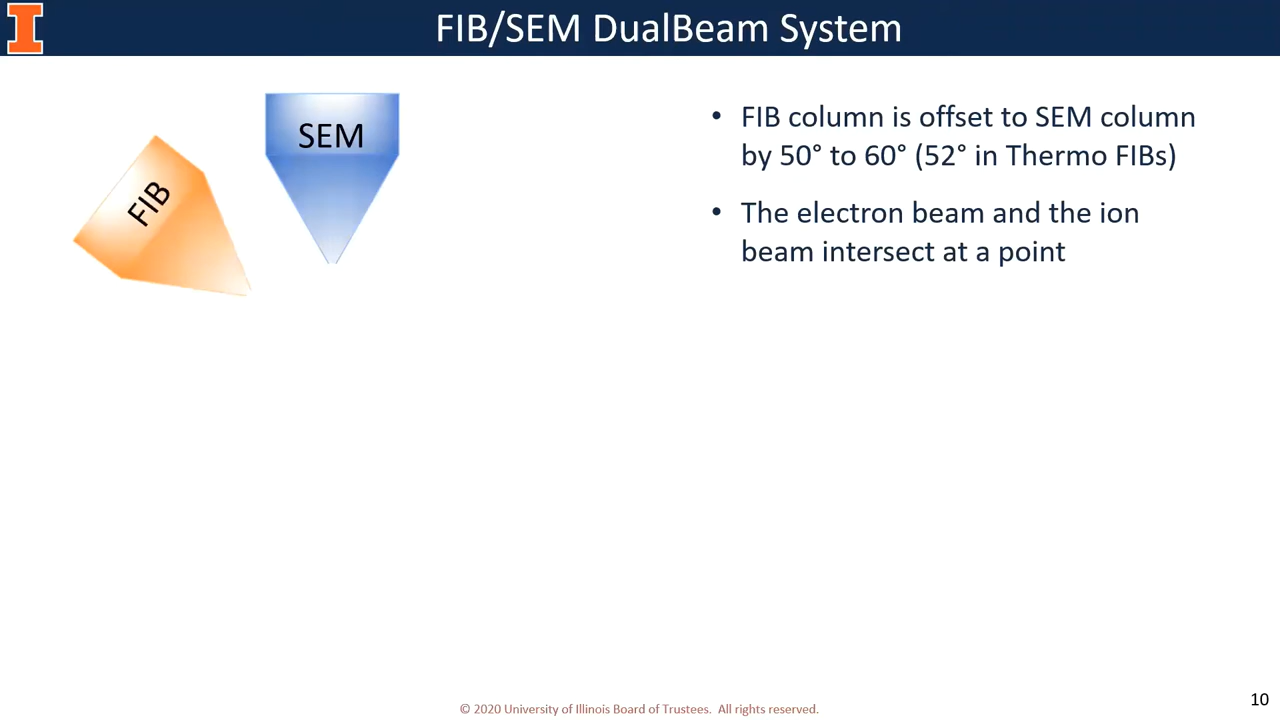 FIB/SEM DualBeam System
SEM
FIB
• FIB column is offset to SEM column
by 50° to 60° (52° in Thermo FIBs)
• The electron beam and the ion
beam intersect at a point
© 2020 University of Illinois Board of Trustees. All rights reserved.
10